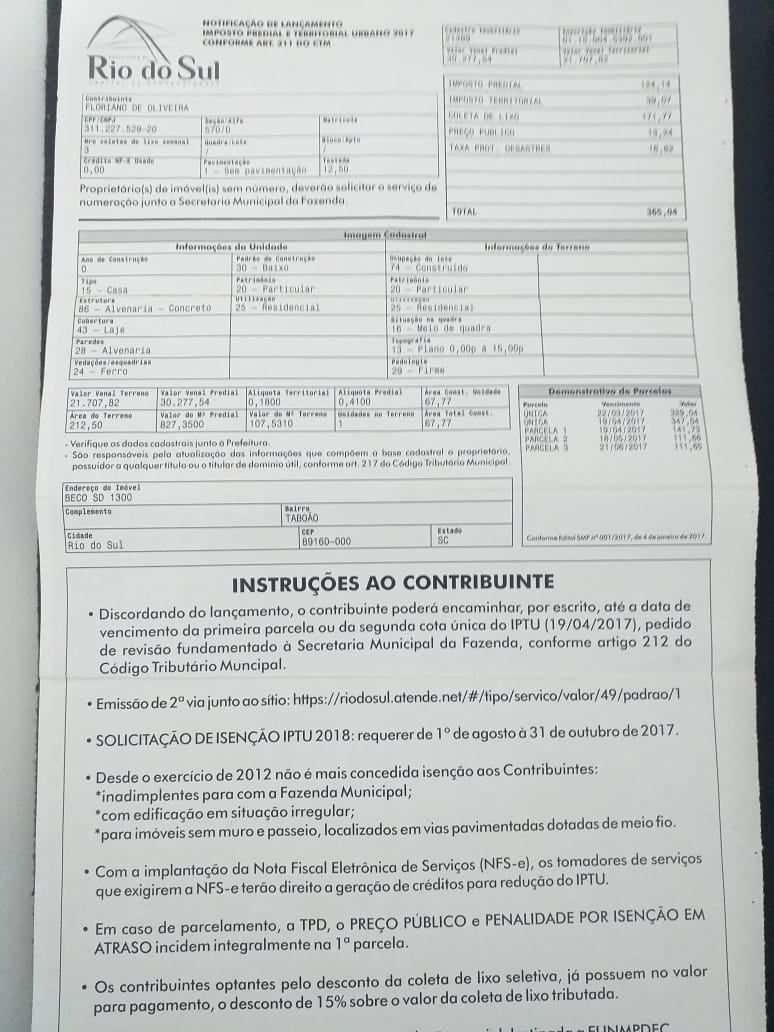 NOTIFICAÇÃO DE LANÇAMENTO
IMPOSTO PREDIAL E TERRITORIAL URBANO 2017
CONFORME ART. 211 DO CTM
Rio do Sul
Cadastro Imobiliário
Inscrição Imobiliária
Valor Venal Predial
30.277,54
Valor Venal Territorial
21.707,82
IMPOSTO PREDIAL 124,14
IMPOSTO TERRITORIAL 39,07
COLETA DE LIXO 171,77
PREÇO PUBLICO
TAXA PROT. DESASTRES
TOTAL
Contribuinte
FLORIANO DE OLIVEIRA
CPF/CNPJ
311.227.529-20
Seção/Alfa
570/D
Matrícula
Nro coletas de lixo semanal
3
Quadra/Lote
/
Bloco/Apto
/
Crédito NF-E Usado
0,00
Pavimentação
1 - Sem pavimentação
Testada
12,50
Proprietário(s) de imóvel(is) sem número, deverão solicitar o serviço de
numeração junto a Secretaria Municipal da Fazenda.
Imagem Cadastral
Informações da Unidade
Informações do Terreno
Ano de Construção
0
Padrão de Construção
30 - Baixo
Ocupação do Lote
74 - Construído
Tipo
15 - Casa
Patrimônio
20 - Particular
Patrimônio
20 - Particular
Estrutura
86 - Alvenaria - Concreto
Utilização
25 - Residencial
Utilização
25 - Residencial
Cobertura
43 - Laje
Situação na quadra
16 - Meio de quadra
Paredes
28 - Alvenaria
Topografia
13 - Plano 0,00p à 15,00p
Vedações/esquadrias
24 - Ferro
Pedologia
29 - Firme
Valor Venal Terreno
21.707,82
Valor Venal Predial
30.277,54
Aliquota Territorial
0,1800
Aliquota Predial
0,4100
Área Const. Unidade
67,77
Área do Terreno
212,50
Valor do M² Predial
827,3500
Valor do M² Terreno
107,5310
Unidades no Terreno
1
Área Total Const.
67,77
Demonstrativo de Parcelas
Parcela Vencimento Valor
ÚNICA 22/03/2017 329,04
ÚNICA 19/04/2017 347,04
PARCELA 1 19/04/2017 141,73
PARCELA 2 18/05/2017 111,66
PARCELA 3 21/06/2017 111,65
- Verifique os dados cadastrais junto à Prefeitura.
- São responsáveis pela atualização das informações que compõem a base cadastral o proprietário,
possuidor a qualquer título ou o titular de domínio útil, conforme art. 217 do Código Tributário Municipal.
Endereço do Imóvel
BECO SD 1300
Complemento
Bairro
TABOÃO
Cidade
Rio do Sul
CEP
89160-000
Estado
SC
Conforme Edital SMF nº 001/2017, de 4 de janeiro de 2017.
INSTRUÇÕES AO CONTRIBUINTE
• Discordando do lançamento, o contribuinte poderá encaminhar, por escrito, até a data de
vencimento da primeira parcela ou da segunda cota única do IPTU (19/04/2017), pedido
de revisão fundamentado à Secretaria Municipal da Fazenda, conforme artigo 212 do
Código Tributário Muncipal.
• Emissão de 2ª via junto ao sítio: https://riodosul.atende.net/#/tipo/servico/valor/49/padrao/1
• SOLICITAÇÃO DE ISENÇÃO IPTU 2018: requerer de 1º de agosto à 31 de outubro de 2017.
• Desde o exercício de 2012 não é mais concedida isenção aos Contribuintes:
*inadimplentes para com a Fazenda Municipal;
*com edificação em situação irregular;
*para imóveis sem muro e passeio, localizados em vias pavimentadas dotadas de meio fio.
• Com a implantação da Nota Fiscal Eletrônica de Serviços (NFS-e), os tomadores de serviços
que exigirem a NFS-e terão direito a geração de créditos para redução do IPTU.
• Em caso de parcelamento, a TPD, o PREÇO PÚBLICO e PENALIDADE POR ISENÇÃO EM
ATRASO incidem integralmente na 1ª parcela.
• Os contribuintes optantes pelo desconto da coleta de lixo seletiva, já possuem no valor
para pagamento, o desconto de 15% sobre o valor da coleta de lixo tributada.
FUNMPDEC